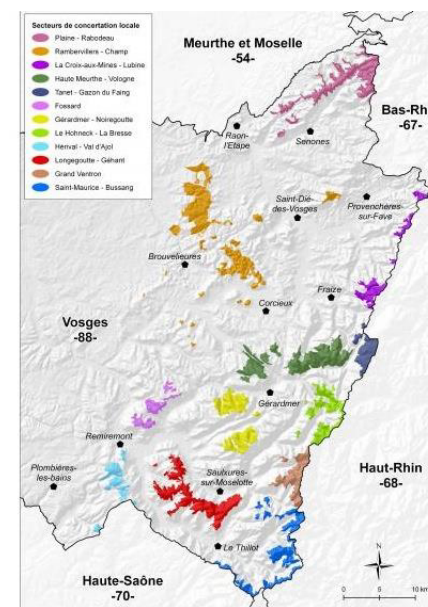 Secteurs de concertation locale
Plaine - Rabodeau
Rambervillers - Champ
La Croix-aux-Mines - Lubine
Haute Meurthe - Vologne
Tanet - Gazon du Faing
Fossard
Gérardmer - Noiregoutte
Le Hohneck - La Bresse
Hérival - Val d'Ajol
Longegoutte - Géhant
Grand Ventron
Saint-Maurice - Bussang
Meurthe et Moselle
-54-
Bas-Rh
-67-
Raon-
l'Etape
Senones
Saint-Dié-
des-Vosges
Provenchères-
sur-Fave
Brouvelieures
Fraize
Corcieux
Vosges
-88-
Gérardmer
Remiremont
Plombières-
les-bains
Saulxures-
sur-Moselotte
Haut-Rhin
-68-
Le Thillot
Haute-Saône
-70-
N
0 5 10 km